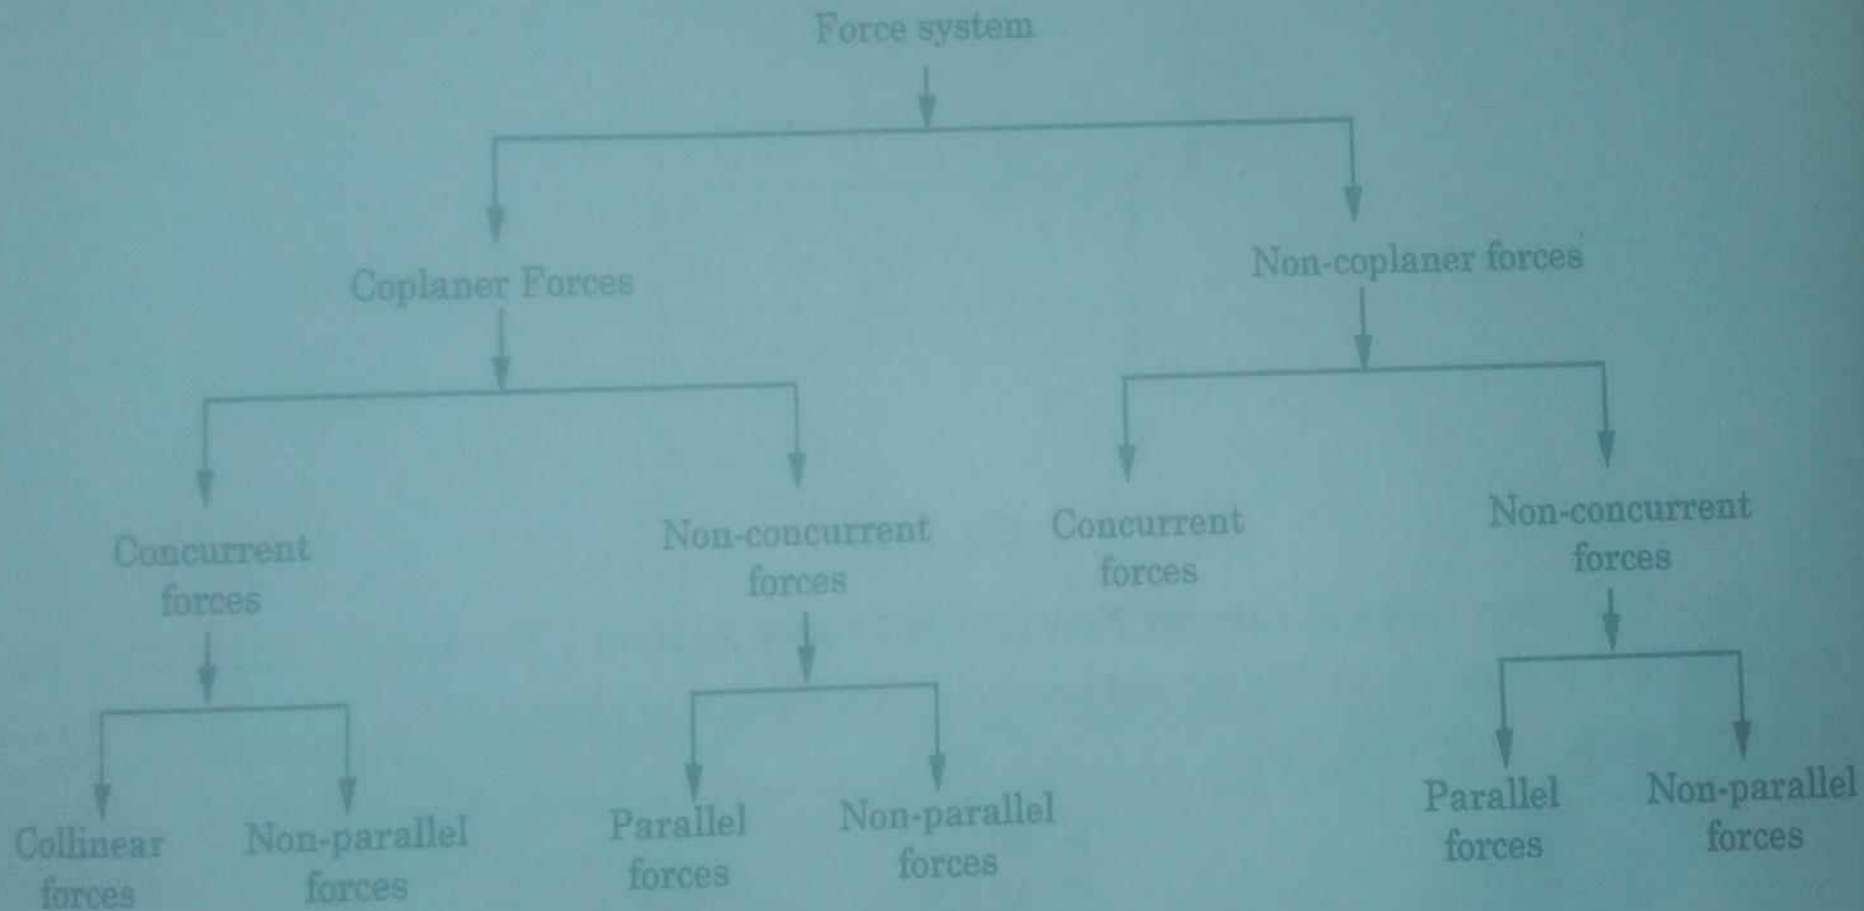 Force system
Coplaner Forces
Non-coplaner forces
Concurrent
forces
Non-concurrent
forces
Concurrent
forces
Non-concurrent
forces
Collinear
forces
Non-parallel
forces
Parallel
forces
Non-parallel
forces
Parallel
forces
Non-parallel
forces